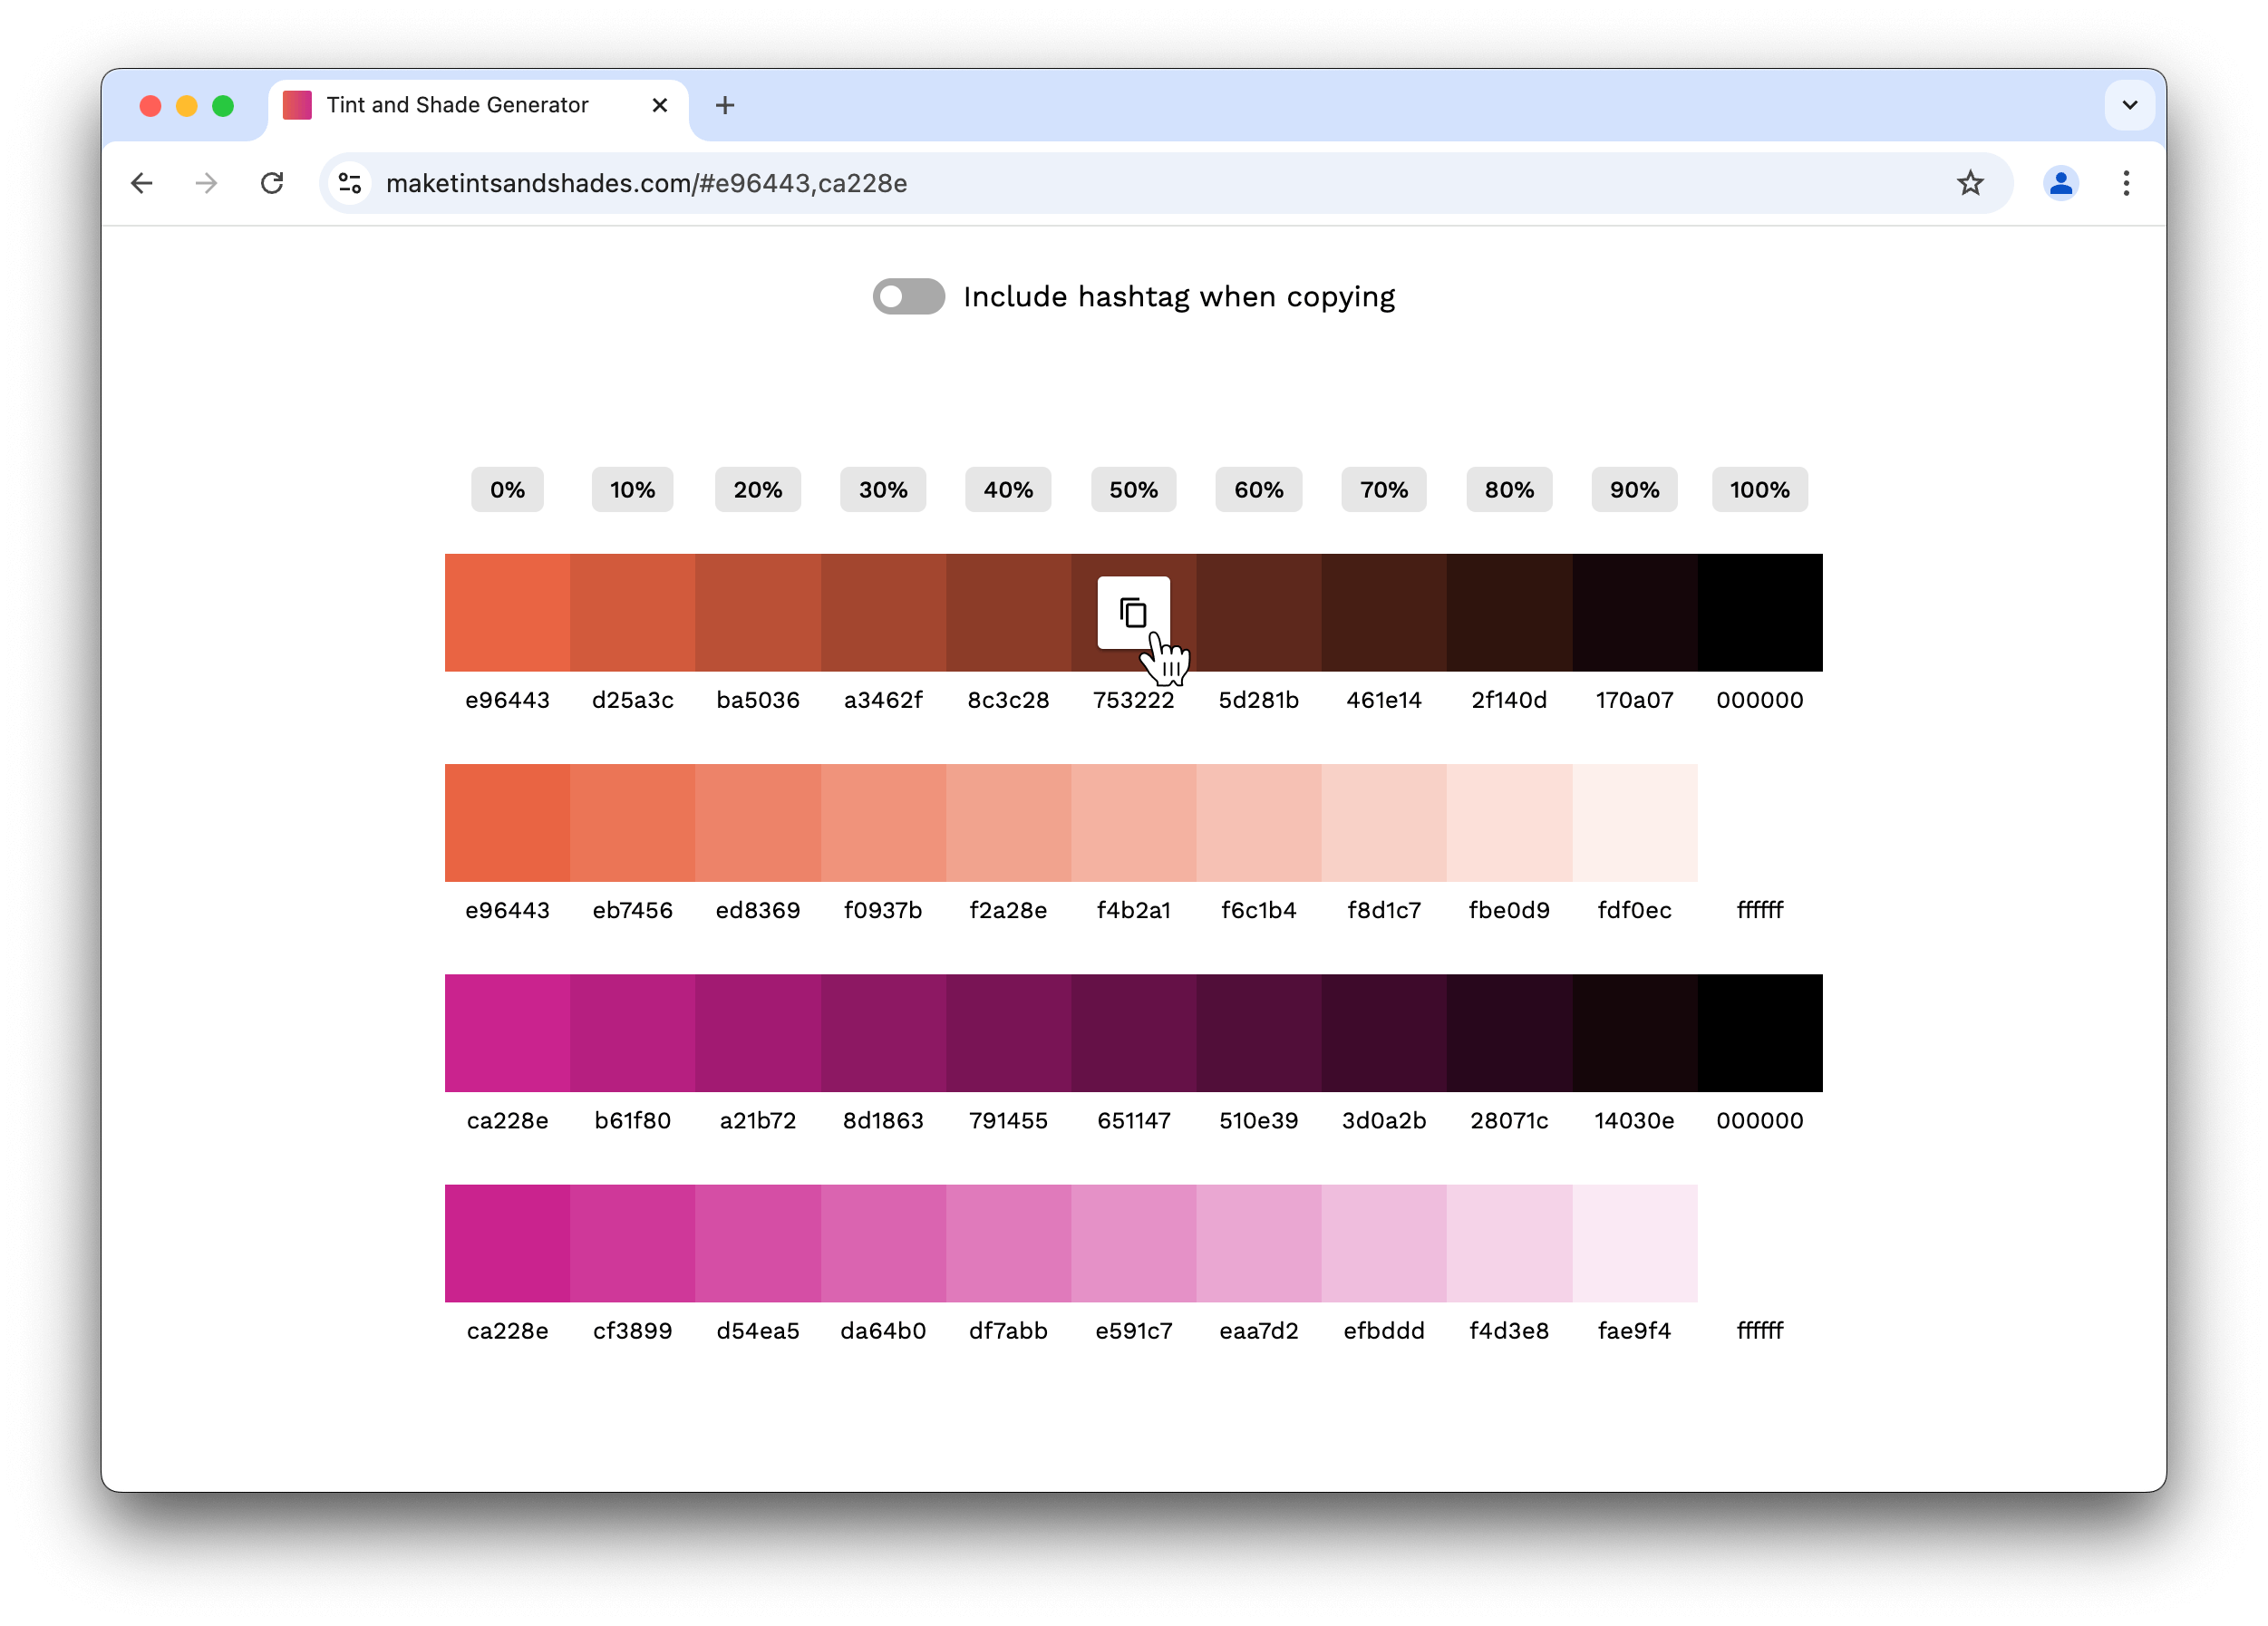 Tint and Shade Generator
maketintsandshades.com/#e96443,ca228e
Include hashtag when copying
0% 10% 20% 30% 40% 50% 60% 70% 80% 90% 100%
e96443 d25a3c ba5036 a3462f 8c3c28 753222 5d281b 461e14 2f140d 170a07 000000
e96443 eb7456 ed8369 f0937b f2a28e f4b2a1 f6c1b4 f8d1c7 fbe0d9 fdf0ec ffffff
ca228e b61f80 a21b72 8d1863 791455 651147 510e39 3d0a2b 28071c 14030e 000000
ca228e cf3899 d54ea5 da64b0 df7abb e591c7 eaa7d2 efbddd f4d3e8 fae9f4 ffffff